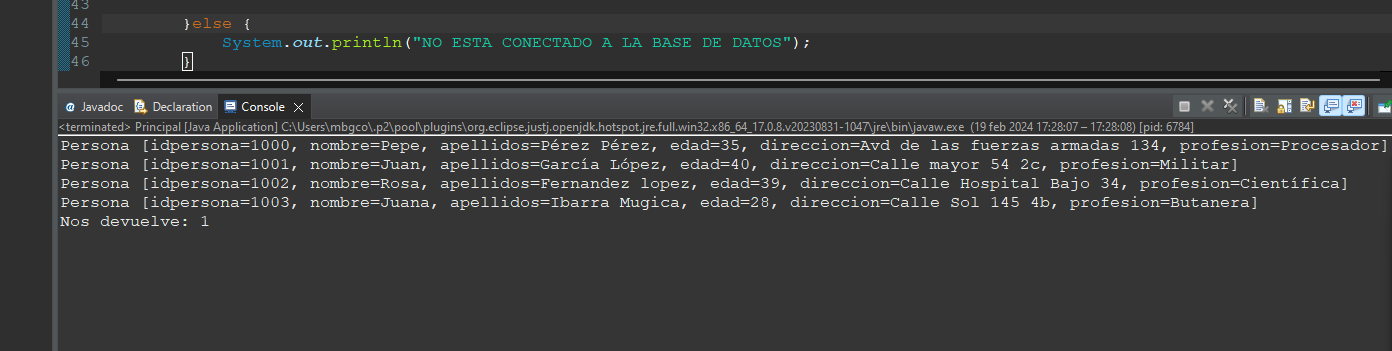 43
44 }else {
45 System.out.println("NO ESTA CONECTADO A LA BASE DE DATOS");
46 }
@ Javadoc Declaration Console
<terminated> Principal [Java Application] C:\Users\mbgco\.p2\pool\plugins\org.eclipse.justj.openjdk.hotspot.jre.full.win32.x86_64_17.0.8.v20230831-1047\jre\bin\javaw.exe (19 feb 2024 17:28:07 – 17:28:08) [pid: 6784]
Persona [idpersona=1000, nombre=Pepe, apellidos=Pérez Pérez, edad=35, direccion=Avd de las fuerzas armadas 134, profesion=Procesador]
Persona [idpersona=1001, nombre=Juan, apellidos=García López, edad=40, direccion=Calle mayor 54 2c, profesion=Militar]
Persona [idpersona=1002, nombre=Rosa, apellidos=Fernandez lopez, edad=39, direccion=Calle Hospital Bajo 34, profesion=Científica]
Persona [idpersona=1003, nombre=Juana, apellidos=Ibarra Mugica, edad=28, direccion=Calle Sol 145 4b, profesion=Butanera]
Nos devuelve: 1